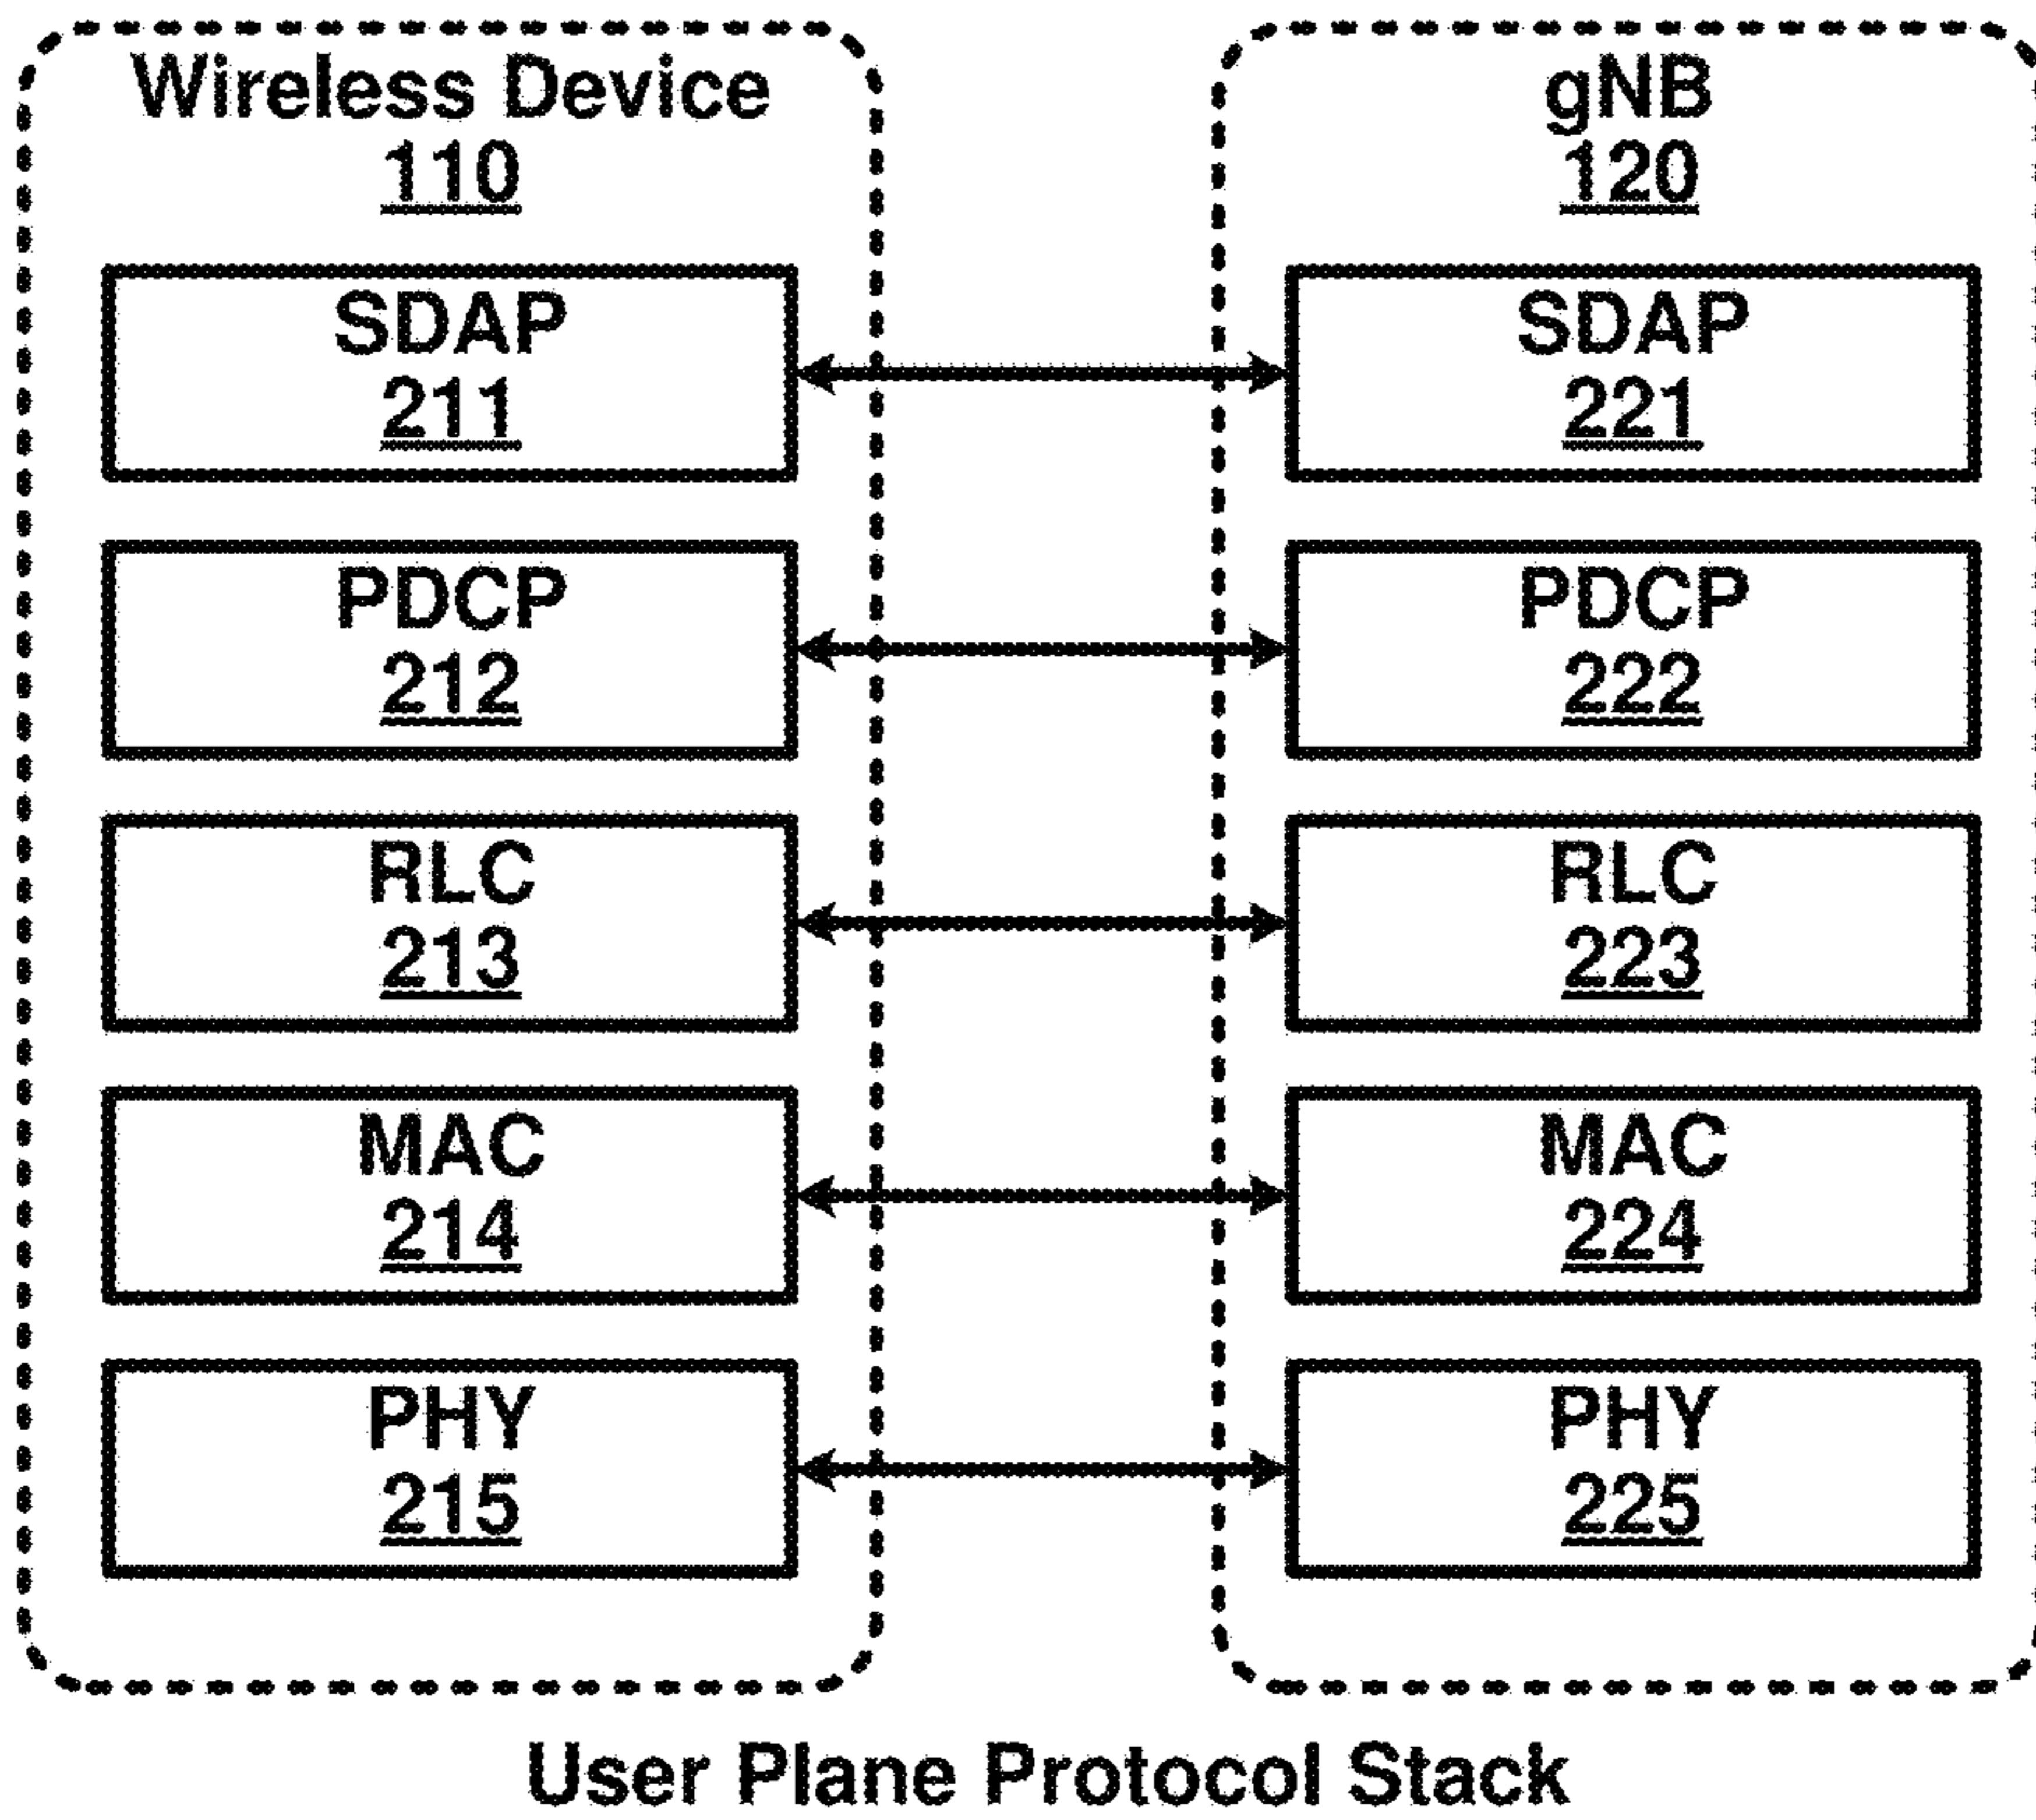 Wireless Device
110
SDAP
211
PDCP
212
RLC
213
MAC
214
PHY
215
gNB
120
SDAP
221
PDCP
222
RLC
223
MAC
224
PHY
225
User Plane Protocol Stack